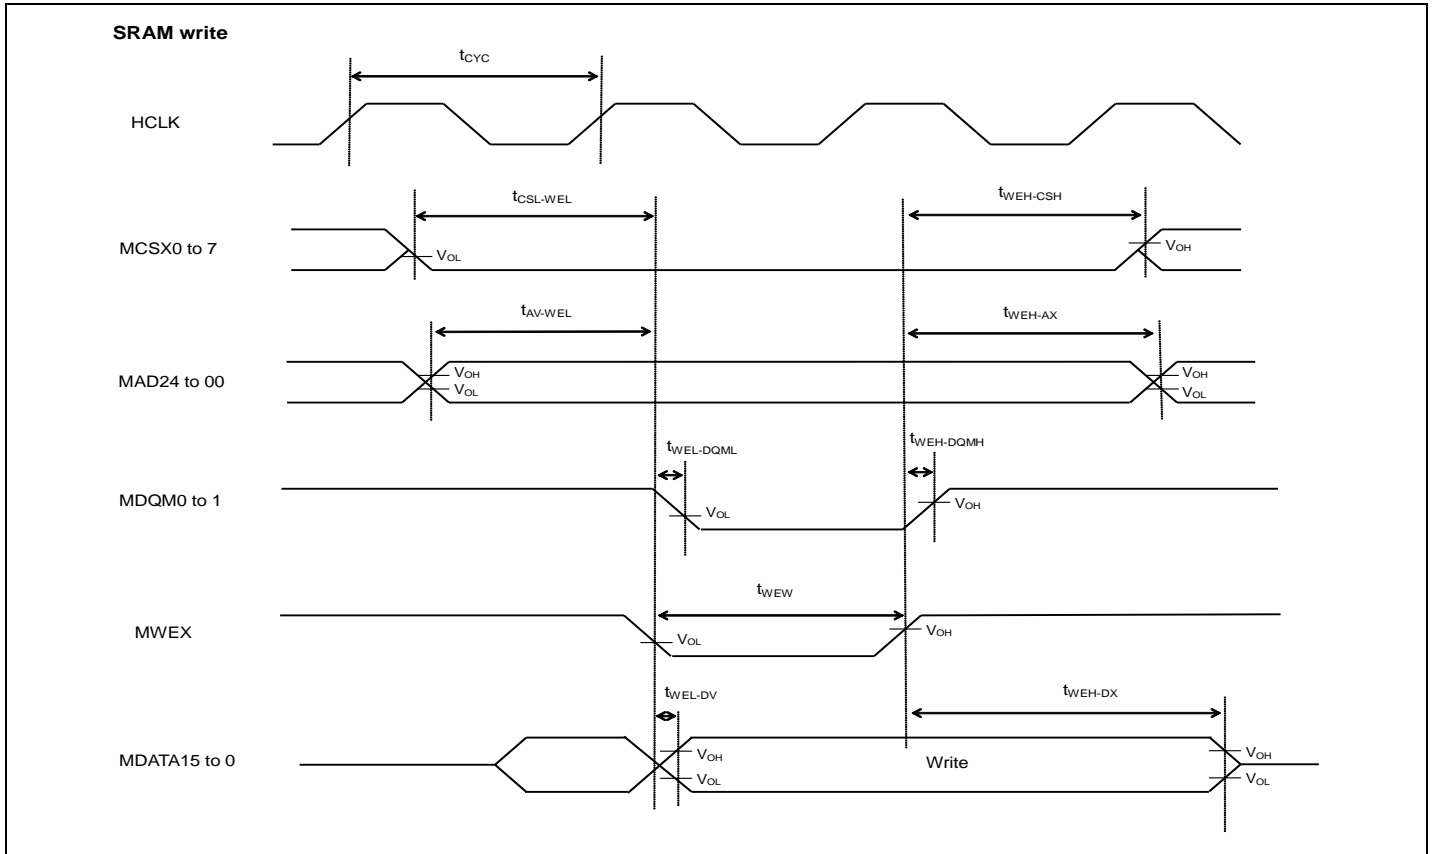 SRAM write
tCYC
HCLK
tCSL-WEL
tWEH-CSH
MCSX0 to 7
VOL
VOH
tAV-WEL
tWEH-AX
MAD24 to 00
VOH
VOL
VOH
VOL
tWEL-DQML
tWEH-DQMH
MDQM0 to 1
VOL
VOH
tWEW
MWEX
VOL
VOH
tWEL-DV
tWEH-DX
MDATA15 to 0
VOH
VOL
Write
VOH
VOL